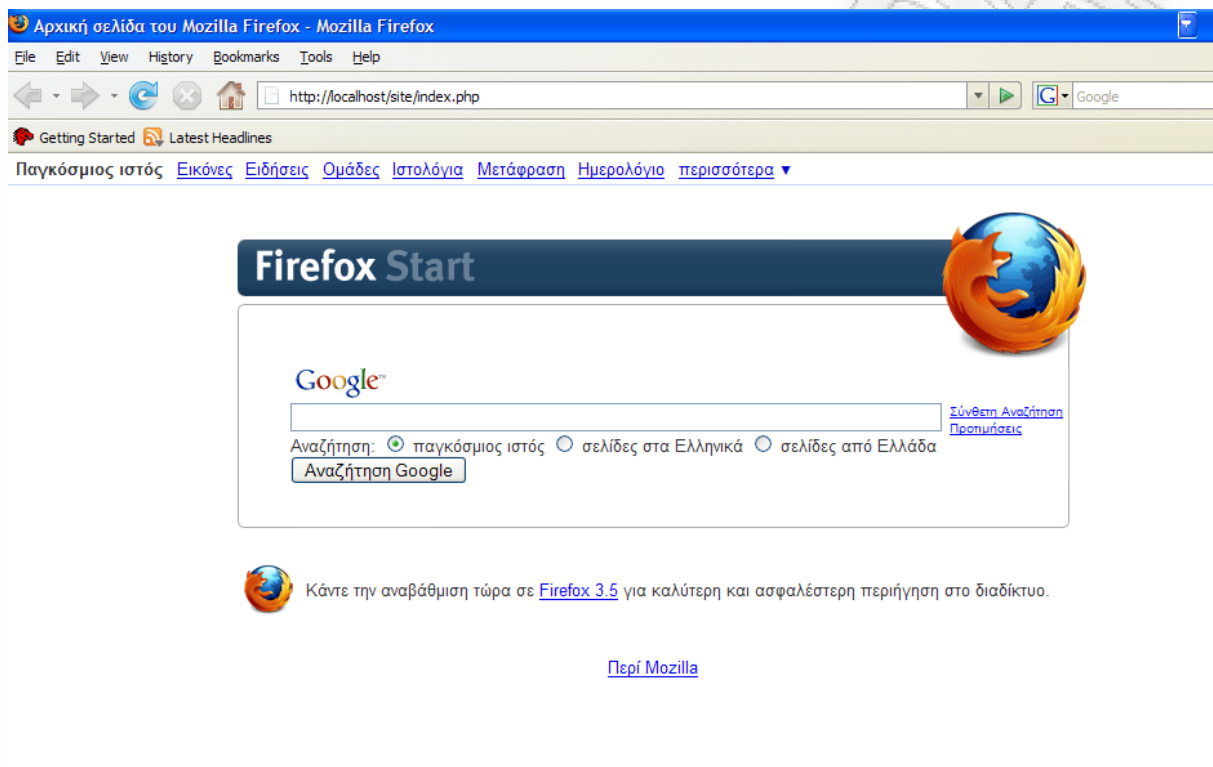 Αρχική σελίδα του Mozilla Firefox - Mozilla Firefox
File Edit View History Bookmarks Tools Help
http://localhost/site/index.php G Google
Getting Started Latest Headlines
Παγκόσμιος ιστός Εικόνες Ειδήσεις Ομάδες Ιστολόγια Μετάφραση Ημερολόγιο περισσότερα ▼
Firefox Start
Google™
Σύνθετη Αναζήτηση
Προτιμήσεις
Αναζήτηση: παγκόσμιος ιστός σελίδες στα Ελληνικά σελίδες από Ελλάδα
Αναζήτηση Google
Κάντε την αναβάθμιση τώρα σε Firefox 3.5 για καλύτερη και ασφαλέστερη περιήγηση στο διαδίκτυο.
Περί Mozilla